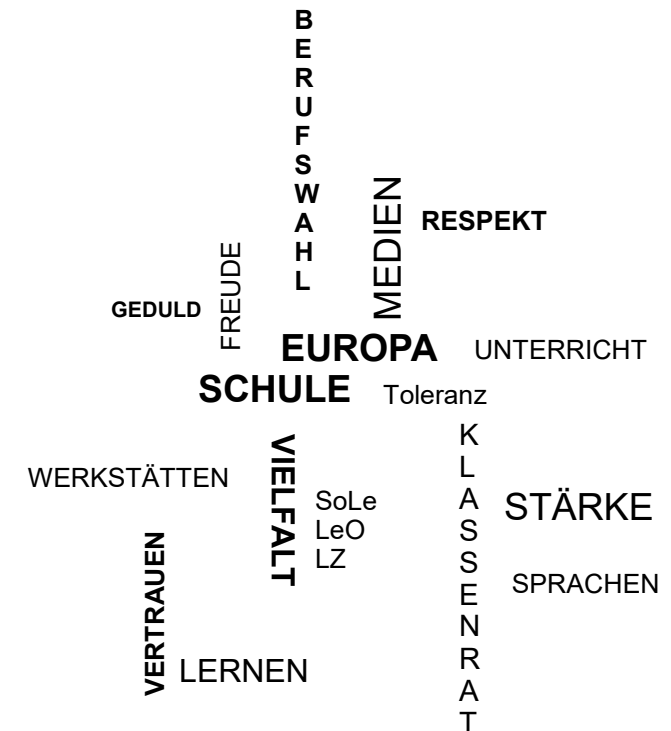 BERUFSWAHL
MEDIEN
RESPEKT
FREUDE
GEDULD
EUROPA
UNTERRICHT
SCHULE
Toleranz
KLASSENRAT
VIELFALT
WERKSTÄTTEN
SoLe
LeO
LZ
STÄRKE
VERTRAUEN
SPRACHEN
LERNEN